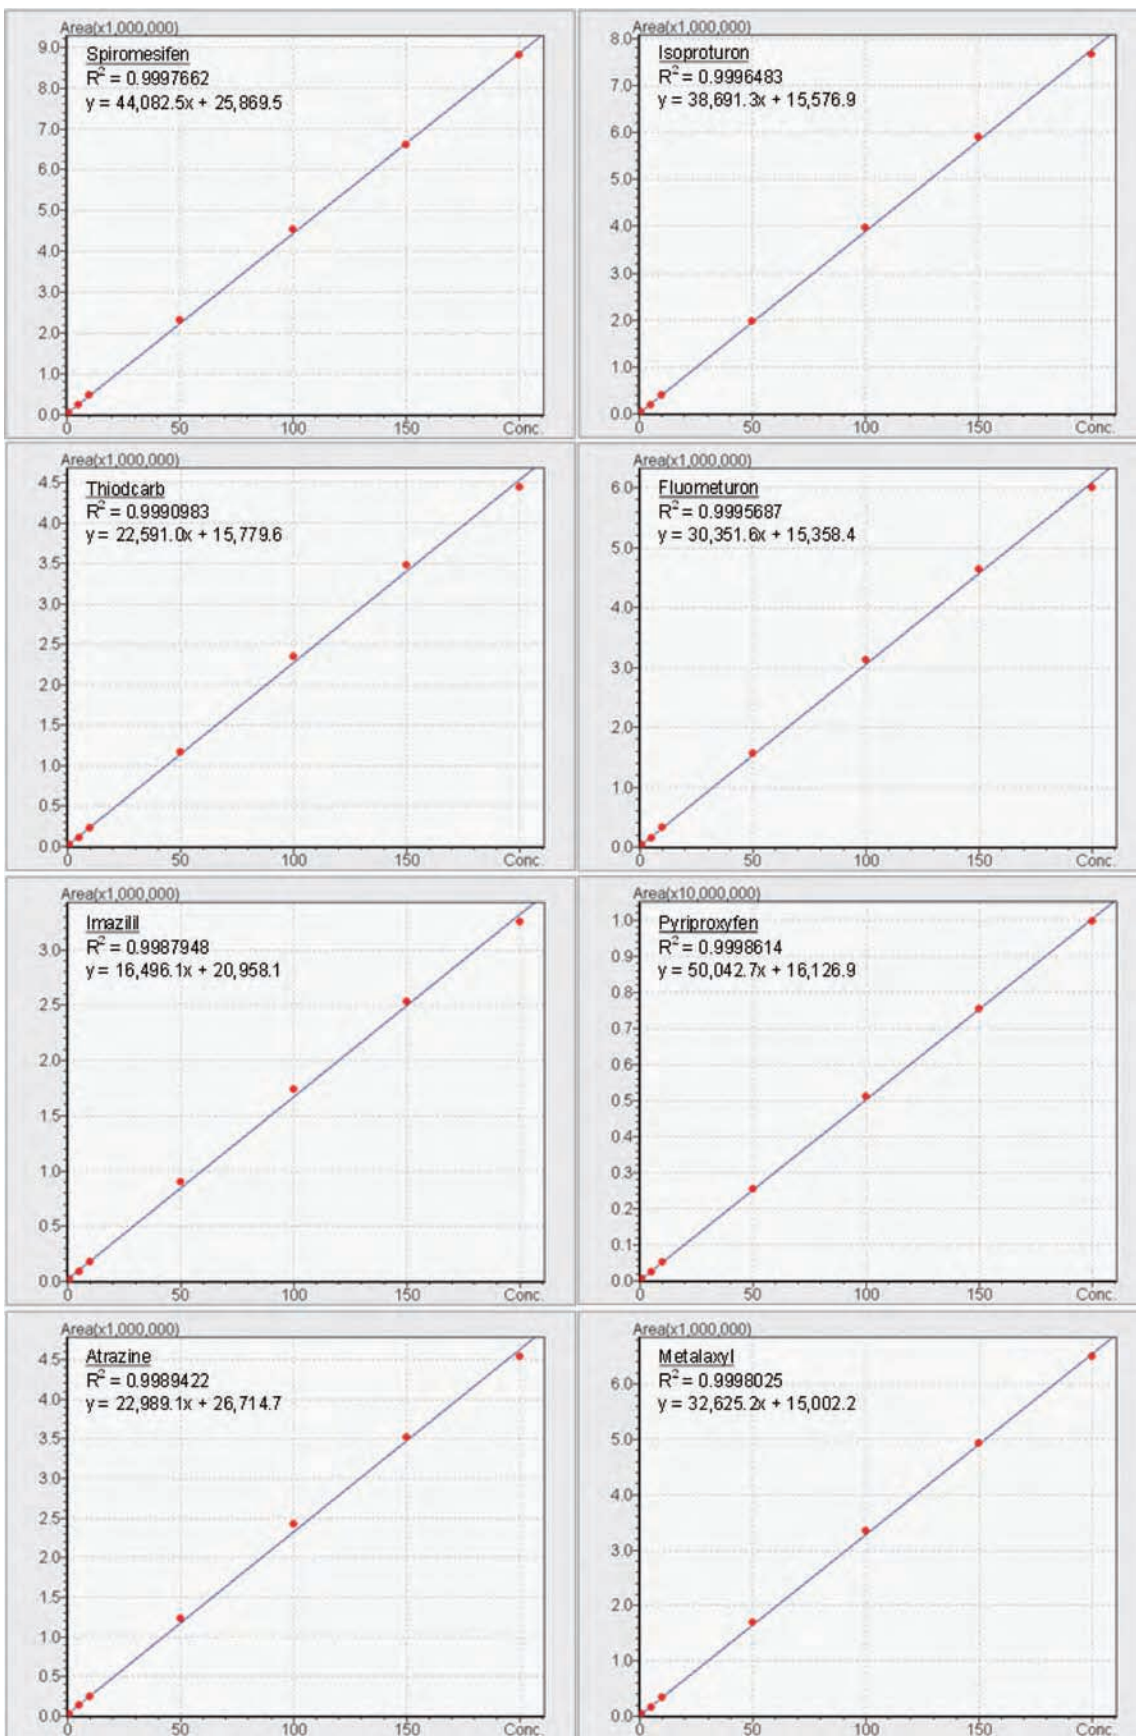 Area(x1,000,000)
Spiromesifen
R² = 0.9997662
y = 44,082.5x + 25,869.5
9.0
8.0
7.0
6.0
5.0
4.0
3.0
2.0
1.0
0.0
0 50 100 150 Conc.
Area(x1,000,000)
Isoproturon
R² = 0.9996483
y = 38,691.3x + 15,576.9
8.0
7.0
6.0
5.0
4.0
3.0
2.0
1.0
0.0
0 50 100 150 Conc.
Area(x1,000,000)
Thiodcarb
R² = 0.9990983
y = 22,591.0x + 15,779.6
4.5
4.0
3.5
3.0
2.5
2.0
1.5
1.0
0.5
0.0
0 50 100 150 Conc.
Area(x1,000,000)
Fluometuron
R² = 0.9995687
y = 30,351.6x + 15,358.4
6.0
5.0
4.0
3.0
2.0
1.0
0.0
0 50 100 150 Conc.
Area(x1,000,000)
Imazilil
R² = 0.9987948
y = 16,496.1x + 20,958.1
3.0
2.5
2.0
1.5
1.0
0.5
0.0
0 50 100 150 Conc.
Area(x10,000,000)
Pyriproxyfen
R² = 0.9998614
y = 50,042.7x + 16,126.9
1.0
0.9
0.8
0.7
0.6
0.5
0.4
0.3
0.2
0.1
0.0
0 50 100 150 Conc.
Area(x1,000,000)
Atrazine
R² = 0.9989422
y = 22,989.1x + 26,714.7
4.5
4.0
3.5
3.0
2.5
2.0
1.5
1.0
0.5
0.0
0 50 100 150 Conc.
Area(x1,000,000)
Metalaxyl
R² = 0.9998025
y = 32,625.2x + 15,002.2
6.0
5.0
4.0
3.0
2.0
1.0
0.0
0 50 100 150 Conc.